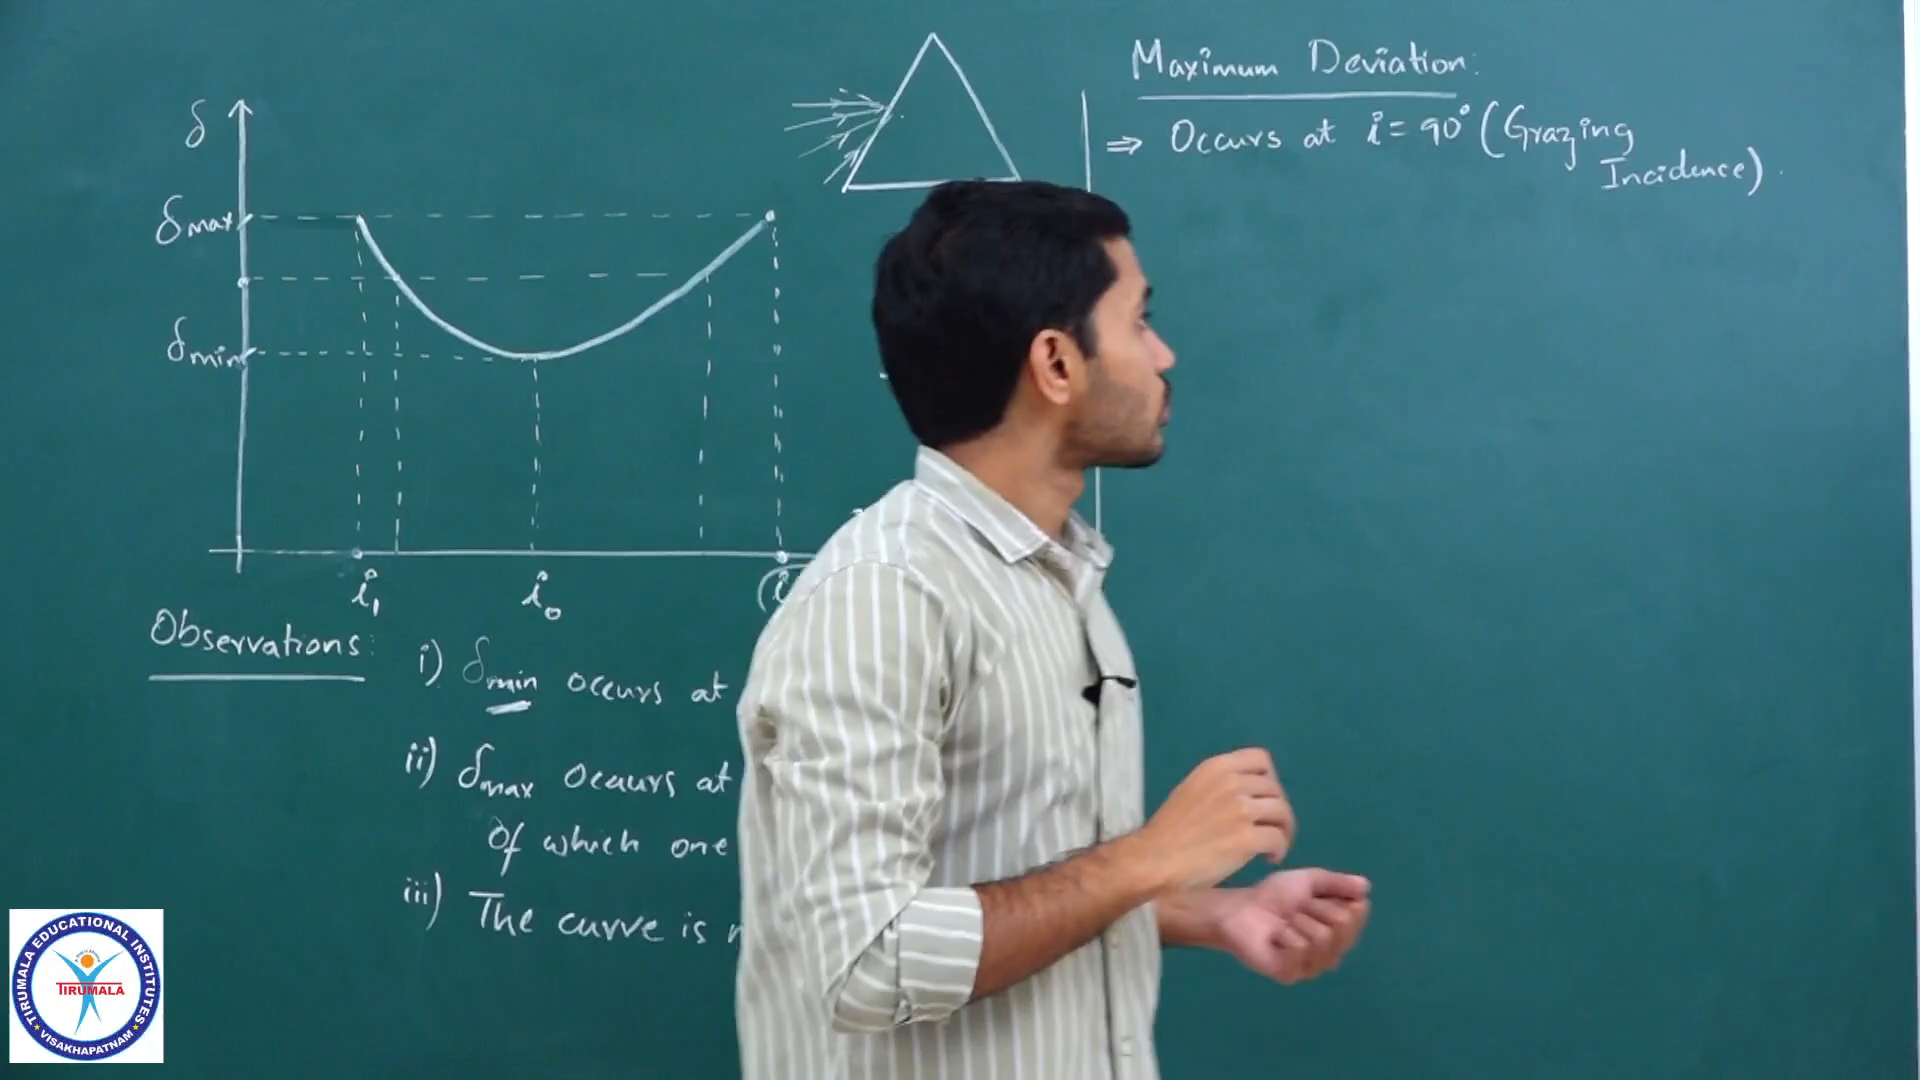 δ
δmax
δmin
i₁
i₀
Observations:
i) δmin occurs at
ii) δmax occurs at
of which one
iii) The curve is
Maximum Deviation:
⇒ Occurs at i = 90° (Grazing
Incidence).
TIRUMALA EDUCATIONAL INSTITUTES
TIRUMALA
★ VISAKHAPATNAM ★